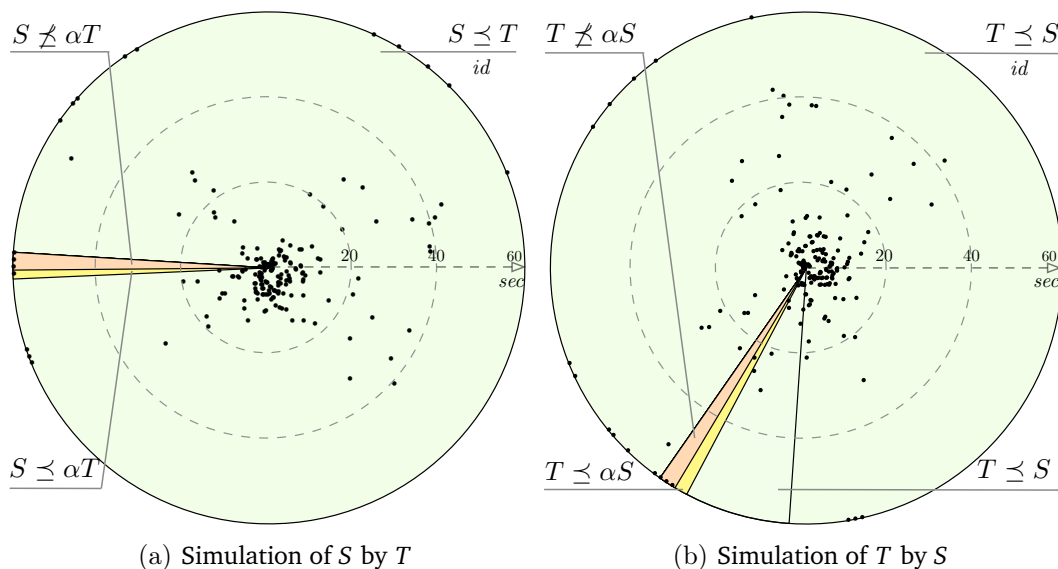 S ⋠ αT
S ⪯ T
id
20
40
60
sec
S ⪯ αT
(a) Simulation of S by T
T ⋠ αS
T ⪯ S
id
20
40
60
sec
T ⪯ αS
T ⪯ S
(b) Simulation of T by S